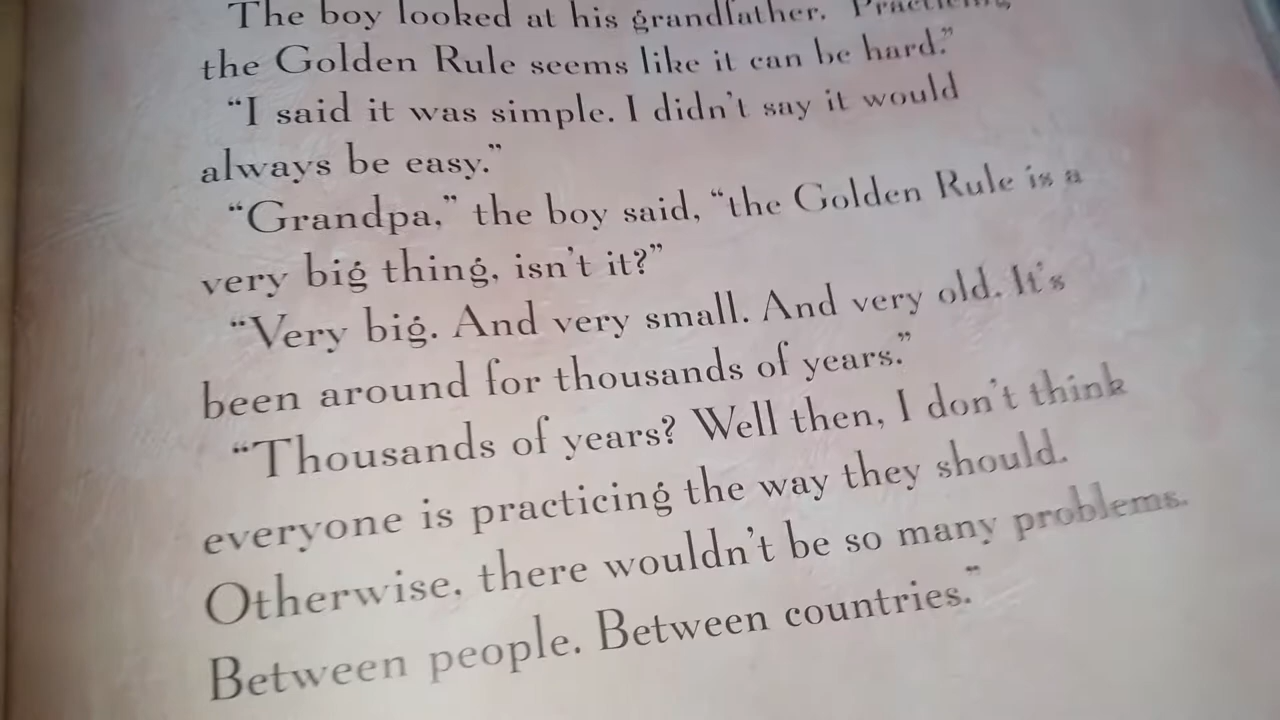 The boy looked at his grandfather. "Practicing
the Golden Rule seems like it can be hard."
“I said it was simple. I didn’t say it would
always be easy.”
“Grandpa,” the boy said, “the Golden Rule is a
very big thing, isn’t it?”
“Very big. And very small. And very old. It’s
been around for thousands of years.”
“Thousands of years? Well then, I don’t think
everyone is practicing the way they should.
Otherwise, there wouldn’t be so many problems.
Between people. Between countries.”